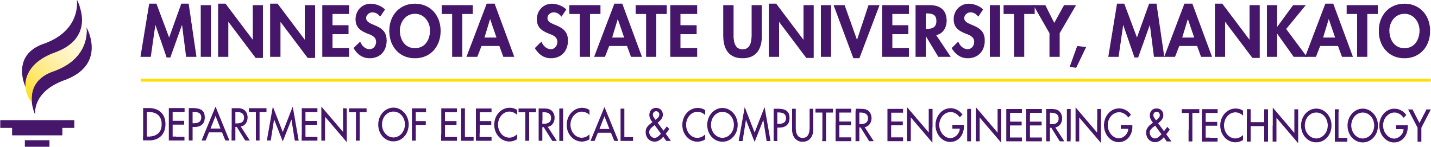 MINNESOTA STATE UNIVERSITY, MANKATO
DEPARTMENT OF ELECTRICAL & COMPUTER ENGINEERING & TECHNOLOGY